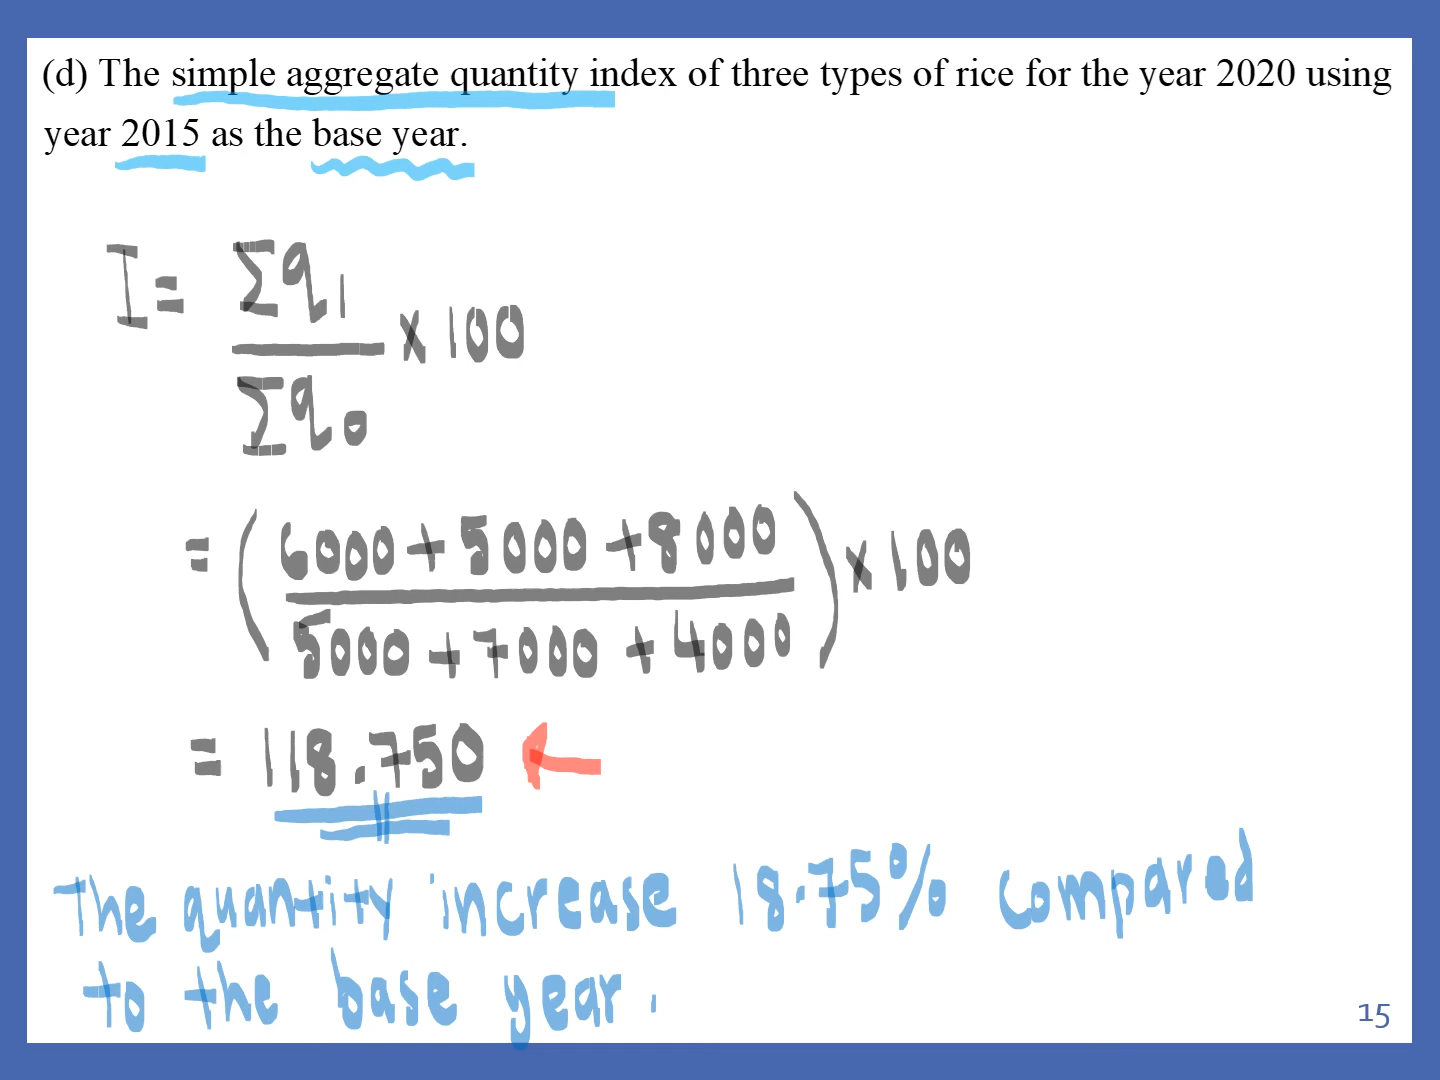 (d) The simple aggregate quantity index of three types of rice for the year 2020 using
year 2015 as the base year.
I = Σq₁
× 100
Σq₀
= ( 6000 + 5000 + 8000
) × 100
5000 + 7000 + 4000
= 118.750 ←
The quantity increase 18.75% compared
to the base year.
15